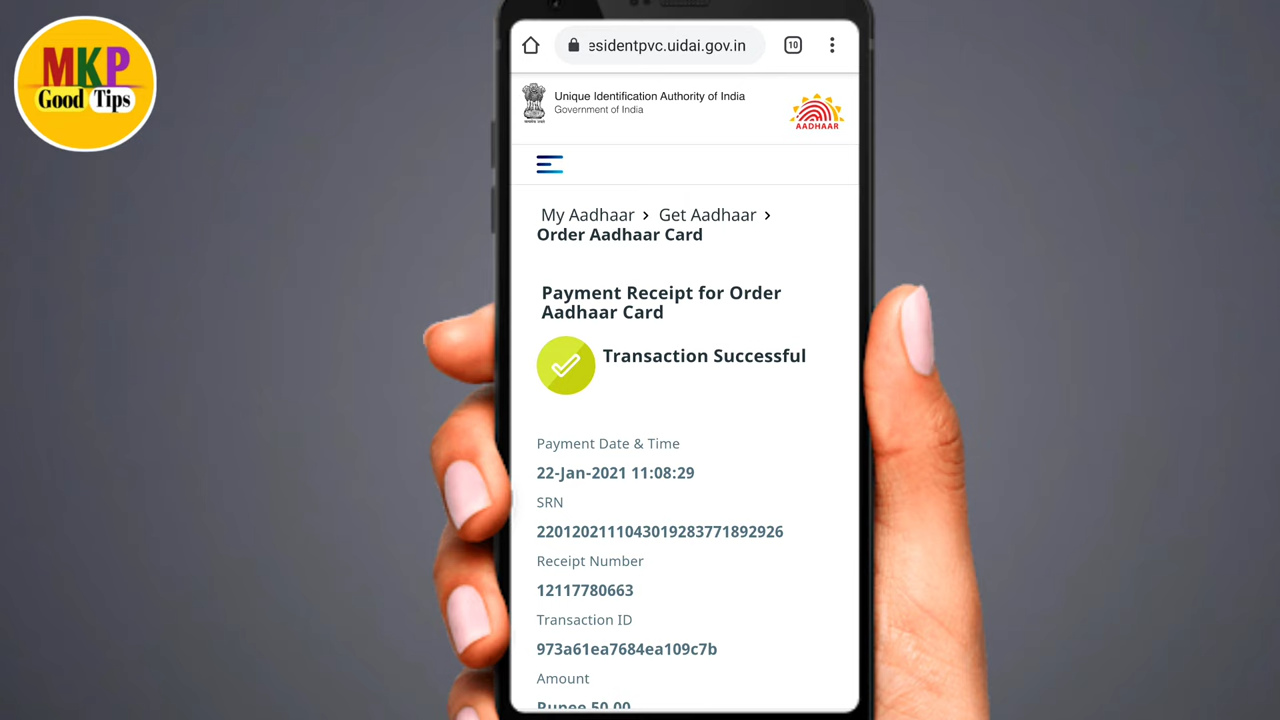 MKP
Good Tips
esidentpvc.uidai.gov.in
10
Unique Identification Authority of India
Government of India
AADHAAR
My Aadhaar > Get Aadhaar >
Order Aadhaar Card
Payment Receipt for Order
Aadhaar Card
Transaction Successful
Payment Date & Time
22-Jan-2021 11:08:29
SRN
2201202111043019283771892926
Receipt Number
12117780663
Transaction ID
973a61ea7684ea109c7b
Amount
Rupee 50.00